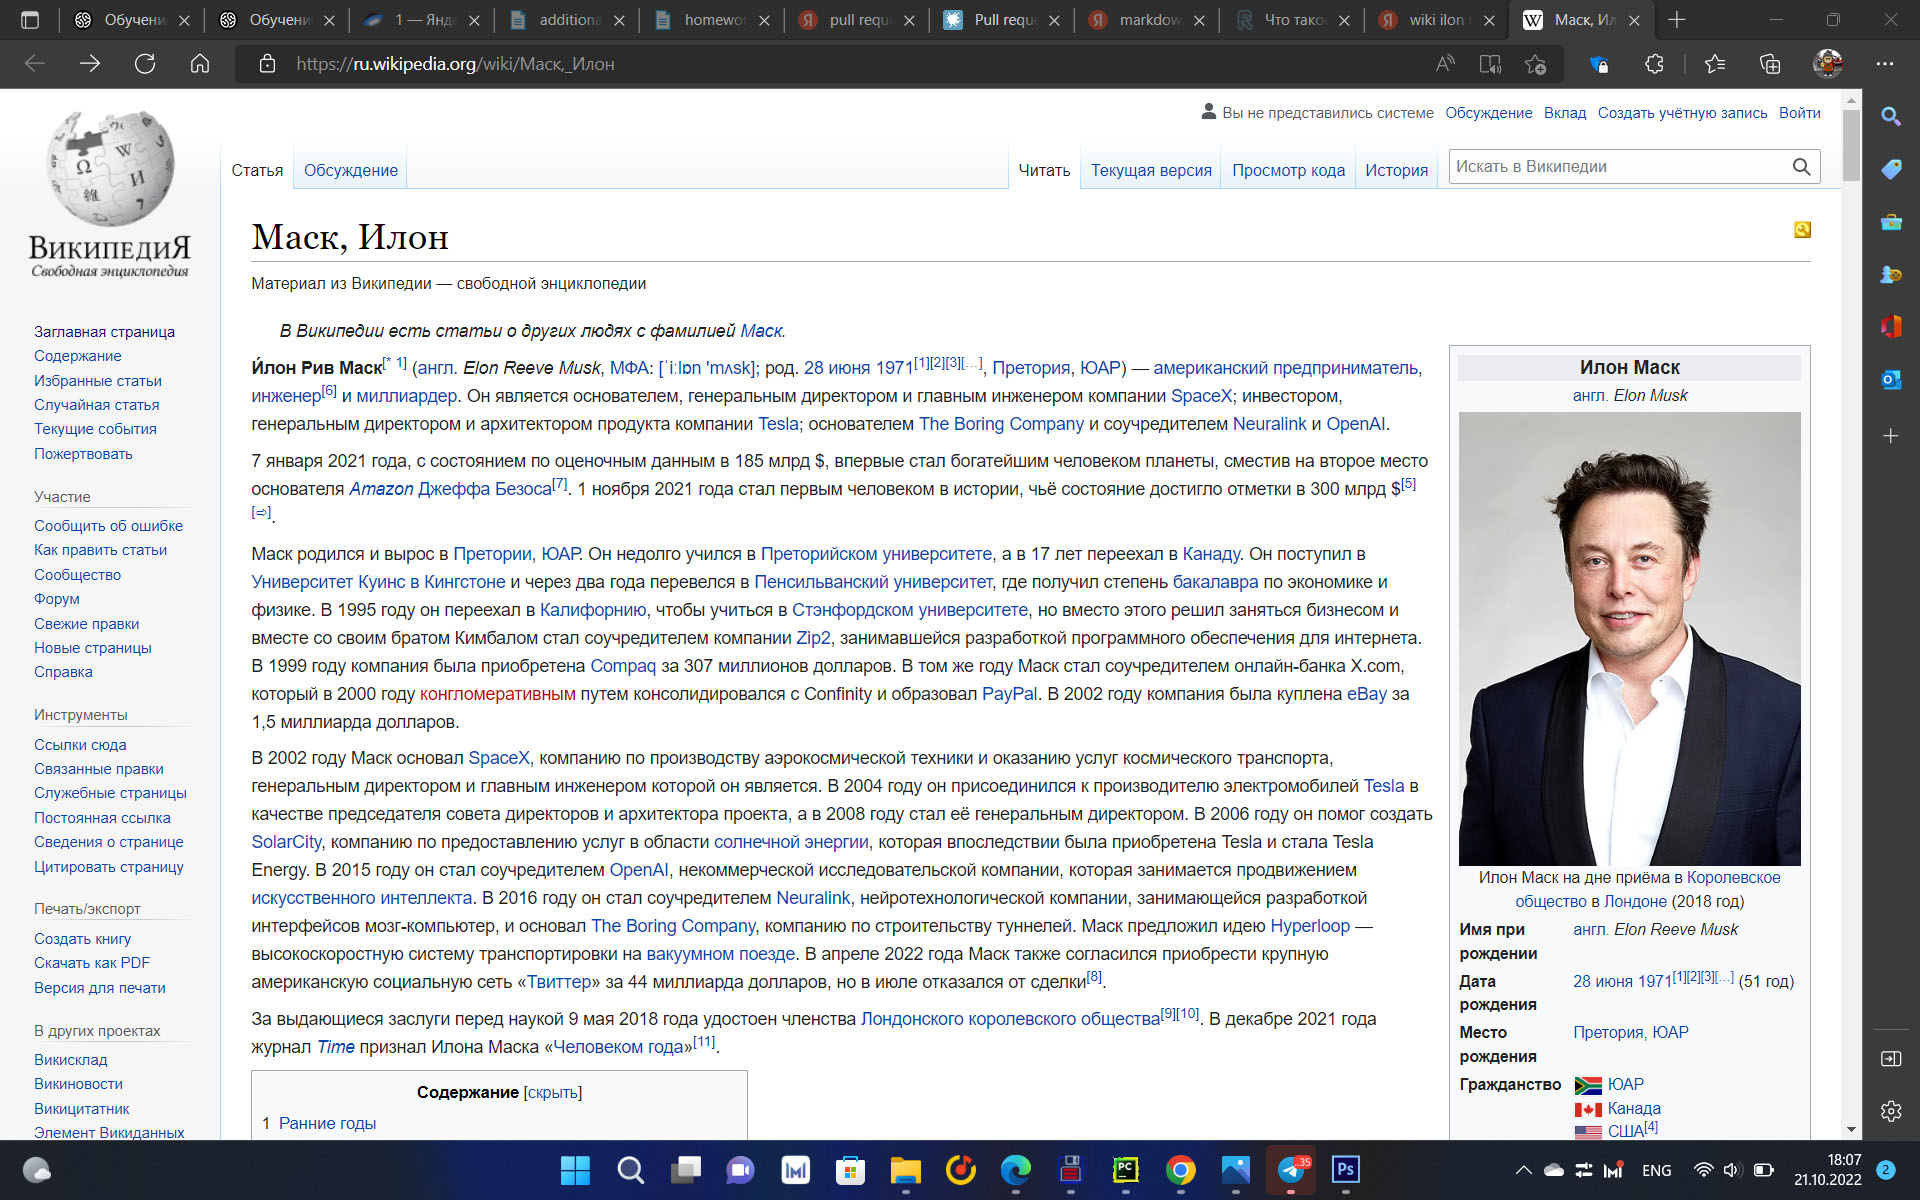 Обучени
Обучени
1 — Янде
additiona
homewor
pull requ
Pull requ
markdow
Что тако
wiki ilon
Маск, Ил
https://ru.wikipedia.org/wiki/Маск,_Илон
Вы не представились системе Обсуждение Вклад Создать учётную запись Войти
Статья Обсуждение Читать Текущая версия Просмотр кода История Искать в Википедии
ВикипедиЯ
Свободная энциклопедия
Заглавная страница
Содержание
Избранные статьи
Случайная статья
Текущие события
Пожертвовать
Участие
Сообщить об ошибке
Как править статьи
Сообщество
Форум
Свежие правки
Новые страницы
Справка
Инструменты
Ссылки сюда
Связанные правки
Служебные страницы
Постоянная ссылка
Сведения о странице
Цитировать страницу
Печать/экспорт
Создать книгу
Скачать как PDF
Версия для печати
В других проектах
Викисклад
Викиновости
Викицитатник
Элемент Викиданных
Маск, Илон
Материал из Википедии — свободной энциклопедии
В Википедии есть статьи о других людях с фамилией Маск.
И́лон Рив Маск[* 1] (англ. Elon Reeve Musk, МФА: [ˈiːlɒn 'mʌsk]; род. 28 июня 1971[1][2][3][…], Претория, ЮАР) — американский предприниматель,
инженер[6] и миллиардер. Он является основателем, генеральным директором и главным инженером компании SpaceX; инвестором,
генеральным директором и архитектором продукта компании Tesla; основателем The Boring Company и соучредителем Neuralink и OpenAI.
7 января 2021 года, с состоянием по оценочным данным в 185 млрд $, впервые стал богатейшим человеком планеты, сместив на второе место
основателя Amazon Джеффа Безоса[7]. 1 ноября 2021 года стал первым человеком в истории, чьё состояние достигло отметки в 300 млрд $[5]
[⇨].
Маск родился и вырос в Претории, ЮАР. Он недолго учился в Преторийском университете, а в 17 лет переехал в Канаду. Он поступил в
Университет Куинс в Кингстоне и через два года перевелся в Пенсильванский университет, где получил степень бакалавра по экономике и
физике. В 1995 году он переехал в Калифорнию, чтобы учиться в Стэнфордском университете, но вместо этого решил заняться бизнесом и
вместе со своим братом Кимбалом стал соучредителем компании Zip2, занимавшейся разработкой программного обеспечения для интернета.
В 1999 году компания была приобретена Compaq за 307 миллионов долларов. В том же году Маск стал соучредителем онлайн-банка X.com,
который в 2000 году конгломеративным путем консолидировался с Confinity и образовал PayPal. В 2002 году компания была куплена eBay за
1,5 миллиарда долларов.
В 2002 году Маск основал SpaceX, компанию по производству аэрокосмической техники и оказанию услуг космического транспорта,
генеральным директором и главным инженером которой он является. В 2004 году он присоединился к производителю электромобилей Tesla в
качестве председателя совета директоров и архитектора проекта, а в 2008 году стал её генеральным директором. В 2006 году он помог создать
SolarCity, компанию по предоставлению услуг в области солнечной энергии, которая впоследствии была приобретена Tesla и стала Tesla
Energy. В 2015 году он стал соучредителем OpenAI, некоммерческой исследовательской компании, которая занимается продвижением
искусственного интеллекта. В 2016 году он стал соучредителем Neuralink, нейротехнологической компании, занимающейся разработкой
интерфейсов мозг-компьютер, и основал The Boring Company, компанию по строительству туннелей. Маск предложил идею Hyperloop —
высокоскоростную систему транспортировки на вакуумном поезде. В апреле 2022 года Маск также согласился приобрести крупную
американскую социальную сеть «Твиттер» за 44 миллиарда долларов, но в июле отказался от сделки[8].
За выдающиеся заслуги перед наукой 9 мая 2018 года удостоен членства Лондонского королевского общества[9][10]. В декабре 2021 года
журнал Time признал Илона Маска «Человеком года»[11].
Содержание [скрыть]
1 Ранние годы
Илон Маск
англ. Elon Musk
Илон Маск на дне приёма в Королевское
общество в Лондоне (2018 год)
Имя при англ. Elon Reeve Musk
рождении
Дата 28 июня 1971[1][2][3][…] (51 год)
рождения
Место Претория, ЮАР
рождения
Гражданство ЮАР
Канада
США[4]
PC
35
Ps
ENG
18:07
21.10.2022
2